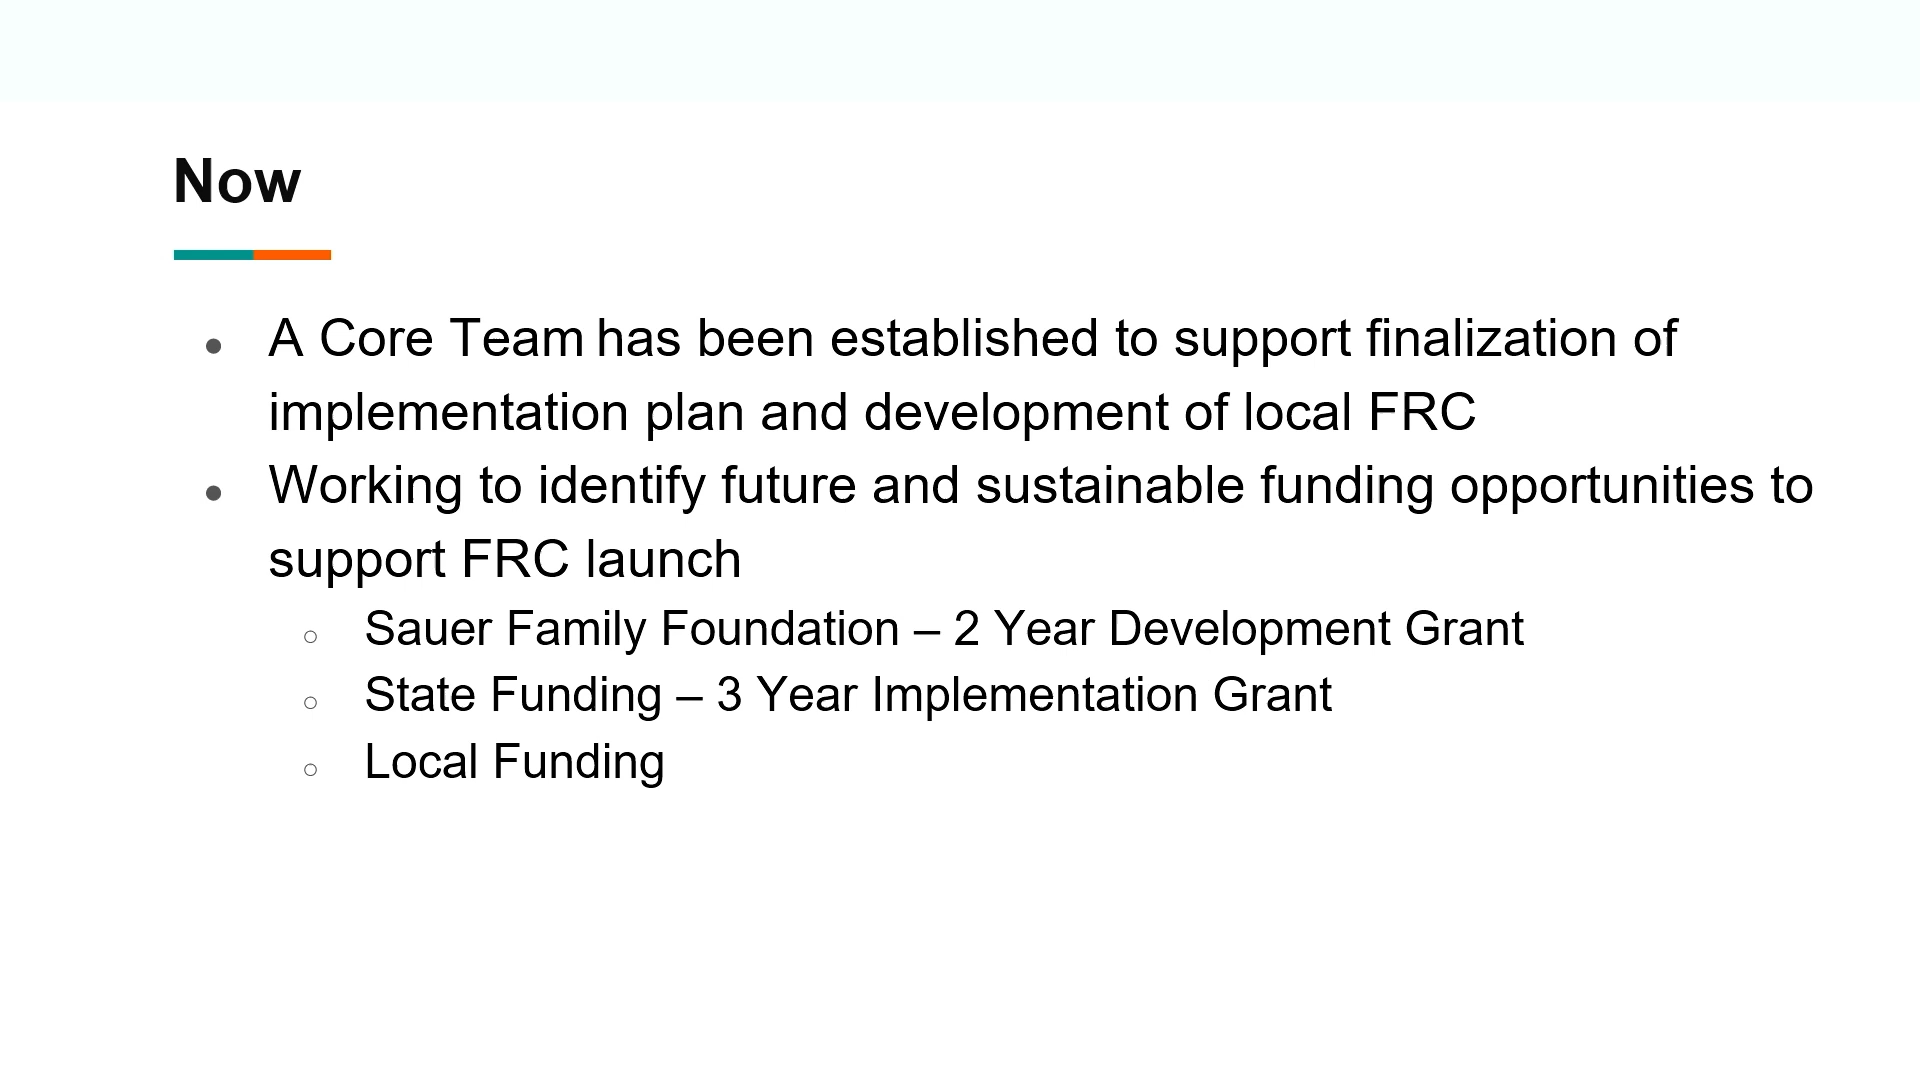 Now
● A Core Team has been established to support finalization of
implementation plan and development of local FRC
● Working to identify future and sustainable funding opportunities to
support FRC launch
○ Sauer Family Foundation – 2 Year Development Grant
○ State Funding – 3 Year Implementation Grant
○ Local Funding